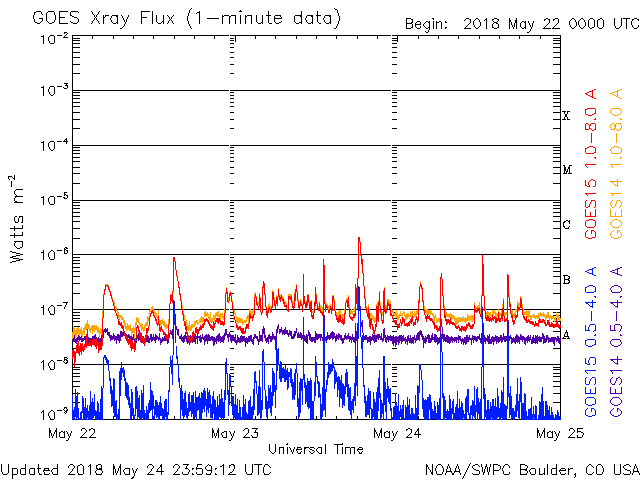 GOES Xray Flux (1-minute data)
Begin: 2018 May 22 0000 UTC
10-2
10-3
10-4
10-5
10-6
10-7
10-8
10-9
Watts m-2
X
M
C
B
A
GOES15 1.0-8.0 A
GOES14 1.0-8.0 A
GOES15 0.5-4.0 A
GOES14 0.5-4.0 A
May 22 May 23 May 24 May 25
Universal Time
Updated 2018 May 24 23:59:12 UTC
NOAA/SWPC Boulder, CO USA